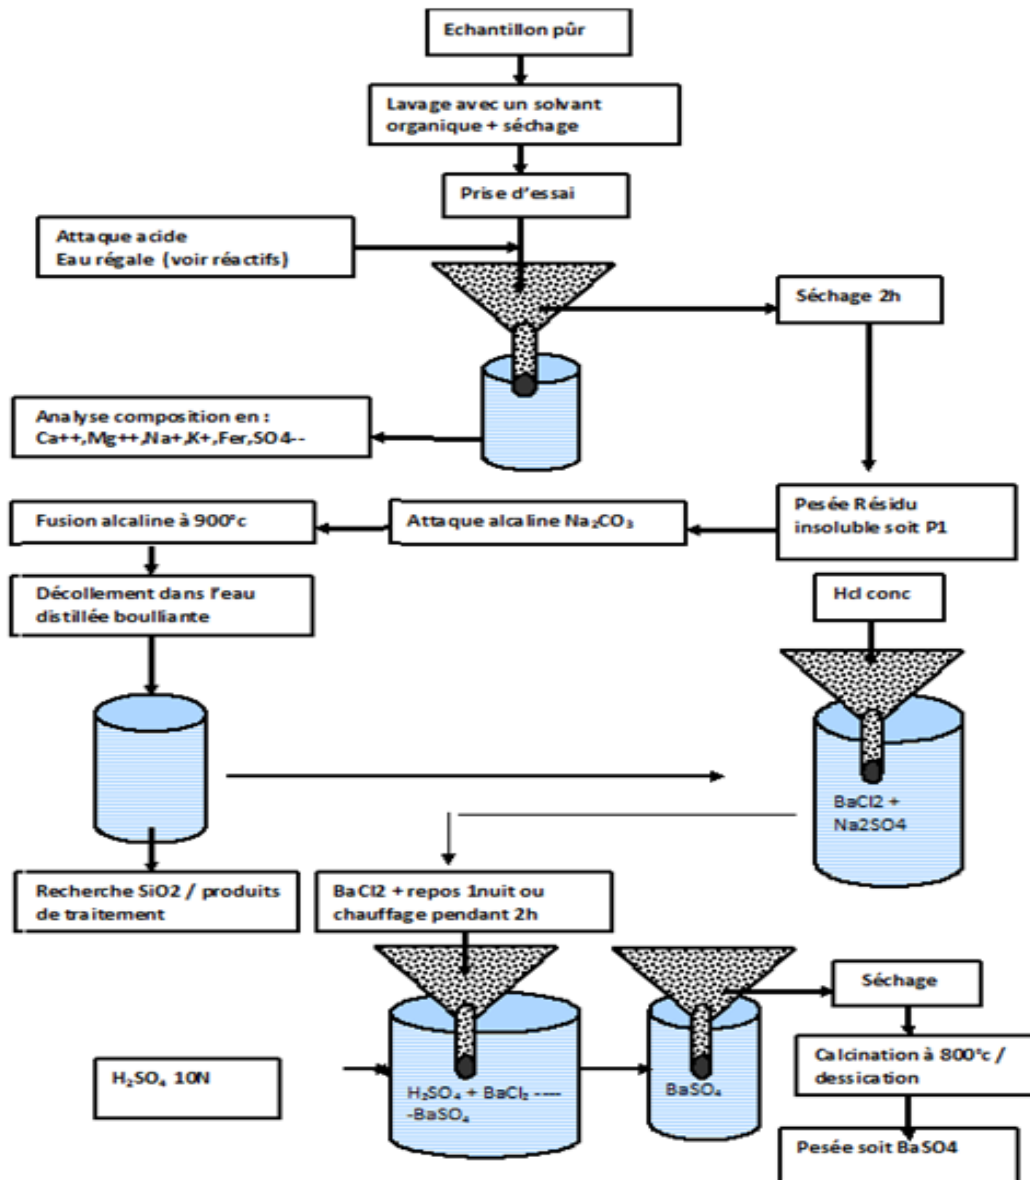 Echantillon pûr
Lavage avec un solvant
organique + séchage
Prise d'essai
Attaque acide
Eau régale (voir réactifs)
Séchage 2h
Analyse composition en :
Ca++,Mg++,Na+,K+,Fer,SO4--
Fusion alcaline à 900°c
Attaque alcaline Na₂CO₃
Pesée Résidu
insoluble soit P1
Décollement dans l'eau
distillée boulliante
Hcl conc
BaCl2 +
Na2SO4
Recherche SiO2 / produits
de traitement
BaCl2 + repos 1nuit ou
chauffage pendant 2h
Séchage
H₂SO₄ 10N
H₂SO₄ + BaCl₂ ----
-BaSO₄
BaSO₄
Calcination à 800°c /
dessication
Pesée soit BaSO4